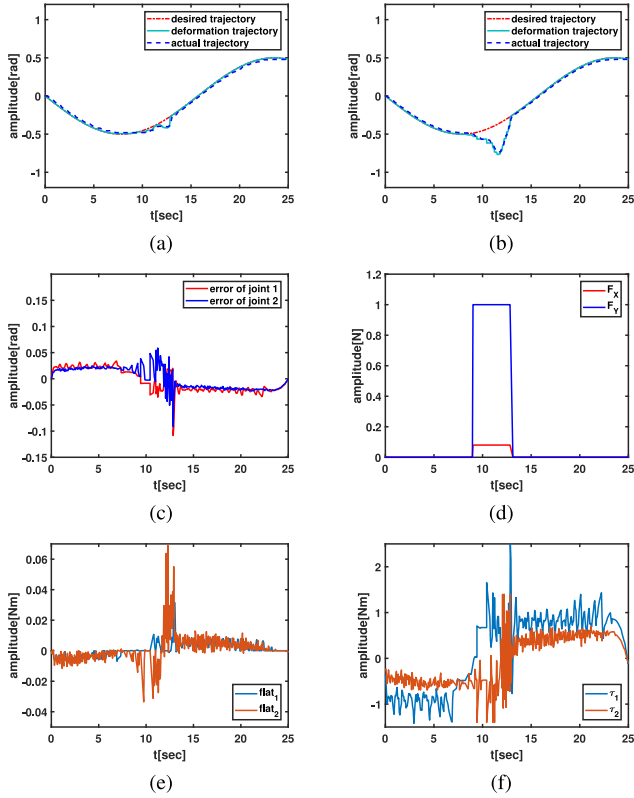 desired trajectory
deformation trajectory
actual trajectory
amplitude[rad]
1
0.5
0
-0.5
-1
0 5 10 15 20 25
t[sec]
(a)
desired trajectory
deformation trajectory
actual trajectory
amplitude[rad]
1
0.5
0
-0.5
-1
0 5 10 15 20 25
t[sec]
(b)
error of joint 1
error of joint 2
amplitude[rad]
0.15
0.1
0.05
0
-0.05
-0.1
-0.15
0 5 10 15 20 25
t[sec]
(c)
F_X
F_Y
amplitude[N]
1.2
1
0.8
0.6
0.4
0.2
0
0 5 10 15 20 25
t[sec]
(d)
amplitude[Nm]
0.06
0.04
0.02
0
-0.02
-0.04
flat_1
flat_2
0 5 10 15 20 25
t[sec]
(e)
amplitude[Nm]
2
1
0
-1
τ_1
τ_2
0 5 10 15 20 25
t[sec]
(f)